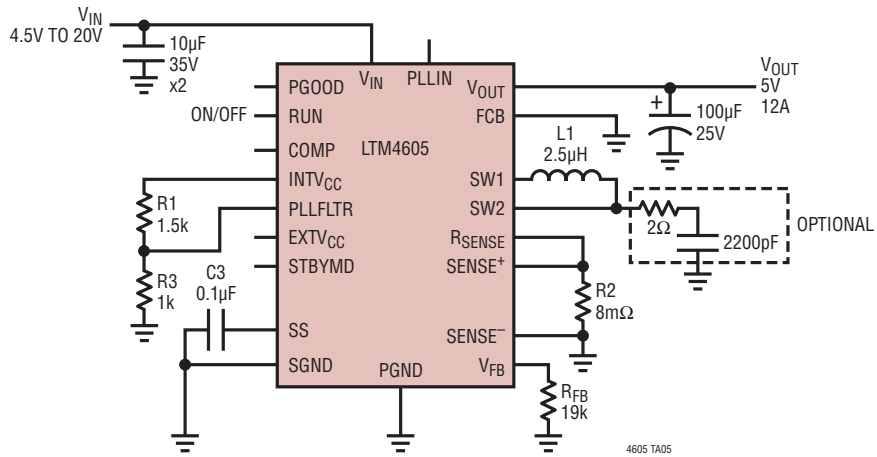 VIN
4.5V TO 20V
10µF
35V
x2
VIN
PLLIN
PGOOD
RUN
ON/OFF
COMP
INTVCC
PLLFLTR
EXTVCC
STBYMD
SS
SGND
LTM4605
PGND
VOUT
FCB
SW1
SW2
RSENSE
SENSE+
SENSE–
VFB
R1
1.5k
R3
1k
C3
0.1µF
VOUT
5V
12A
+
100µF
25V
L1
2.5µH
2Ω
2200pF
OPTIONAL
R2
8mΩ
RFB
19k
4605 TA05